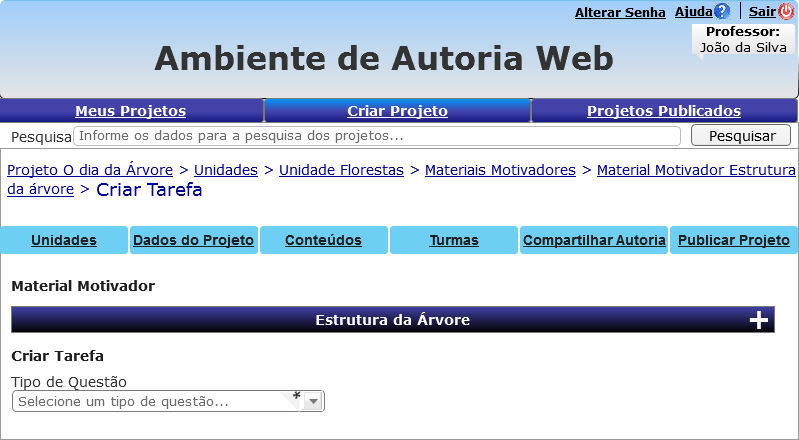 Alterar Senha Ajuda? Sair
Professor:
João da Silva
Ambiente de Autoria Web
Meus Projetos Criar Projeto Projetos Publicados
Pesquisa Informe os dados para a pesquisa dos projetos... Pesquisar
Projeto O dia da Árvore > Unidades > Unidade Florestas > Materiais Motivadores > Material Motivador Estrutura
da árvore > Criar Tarefa
Unidades Dados do Projeto Conteúdos Turmas Compartilhar Autoria Publicar Projeto
Material Motivador
Estrutura da Árvore +
Criar Tarefa
Tipo de Questão
Selecione um tipo de questão... *